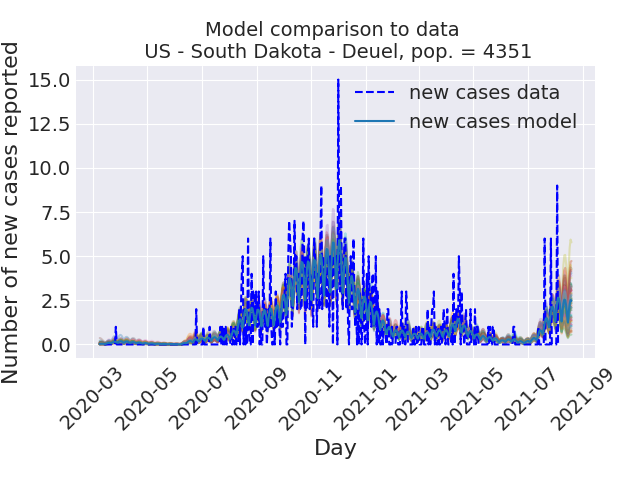 Model comparison to data
US - South Dakota - Deuel, pop. = 4351
Number of new cases reported
15.0
12.5
10.0
7.5
5.0
2.5
0.0
new cases data
new cases model
2020-03
2020-05
2020-07
2020-09
2020-11
2021-01
2021-03
2021-05
2021-07
2021-09
Day